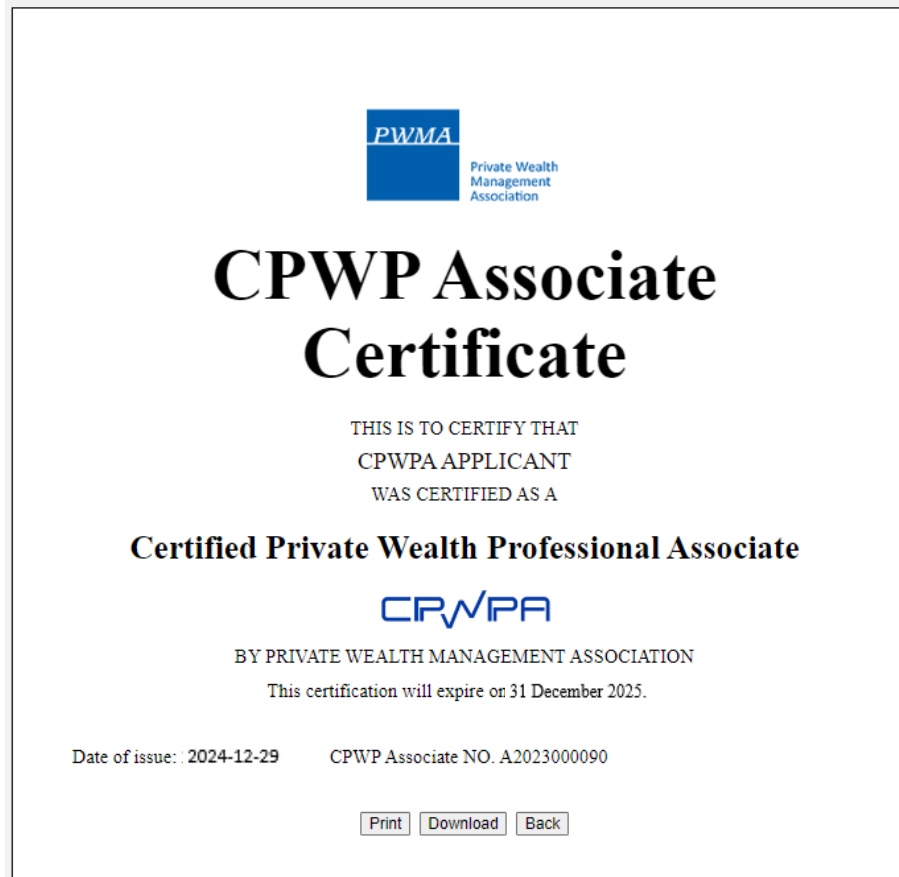 PWMA
Private Wealth
Management
Association
CPWP Associate
Certificate
THIS IS TO CERTIFY THAT
CPWPA APPLICANT
WAS CERTIFIED AS A
Certified Private Wealth Professional Associate
CPWPA
BY PRIVATE WEALTH MANAGEMENT ASSOCIATION
This certification will expire on 31 December 2025.
Date of issue: 2024-12-29 CPWP Associate NO. A2023000090
Print Download Back